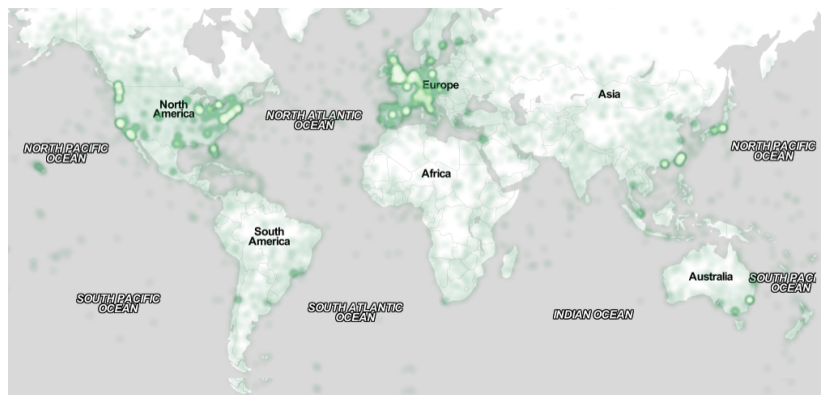 Europe
Asia
North
America
NORTH ATLANTIC
OCEAN
NORTH PACIFIC
OCEAN
NORTH PACIFIC
OCEAN
Africa
South
America
Australia
SOUTH PACI
OCEAN
SOUTH PACIFIC
OCEAN
SOUTH ATLANTIC
OCEAN
INDIAN OCEAN